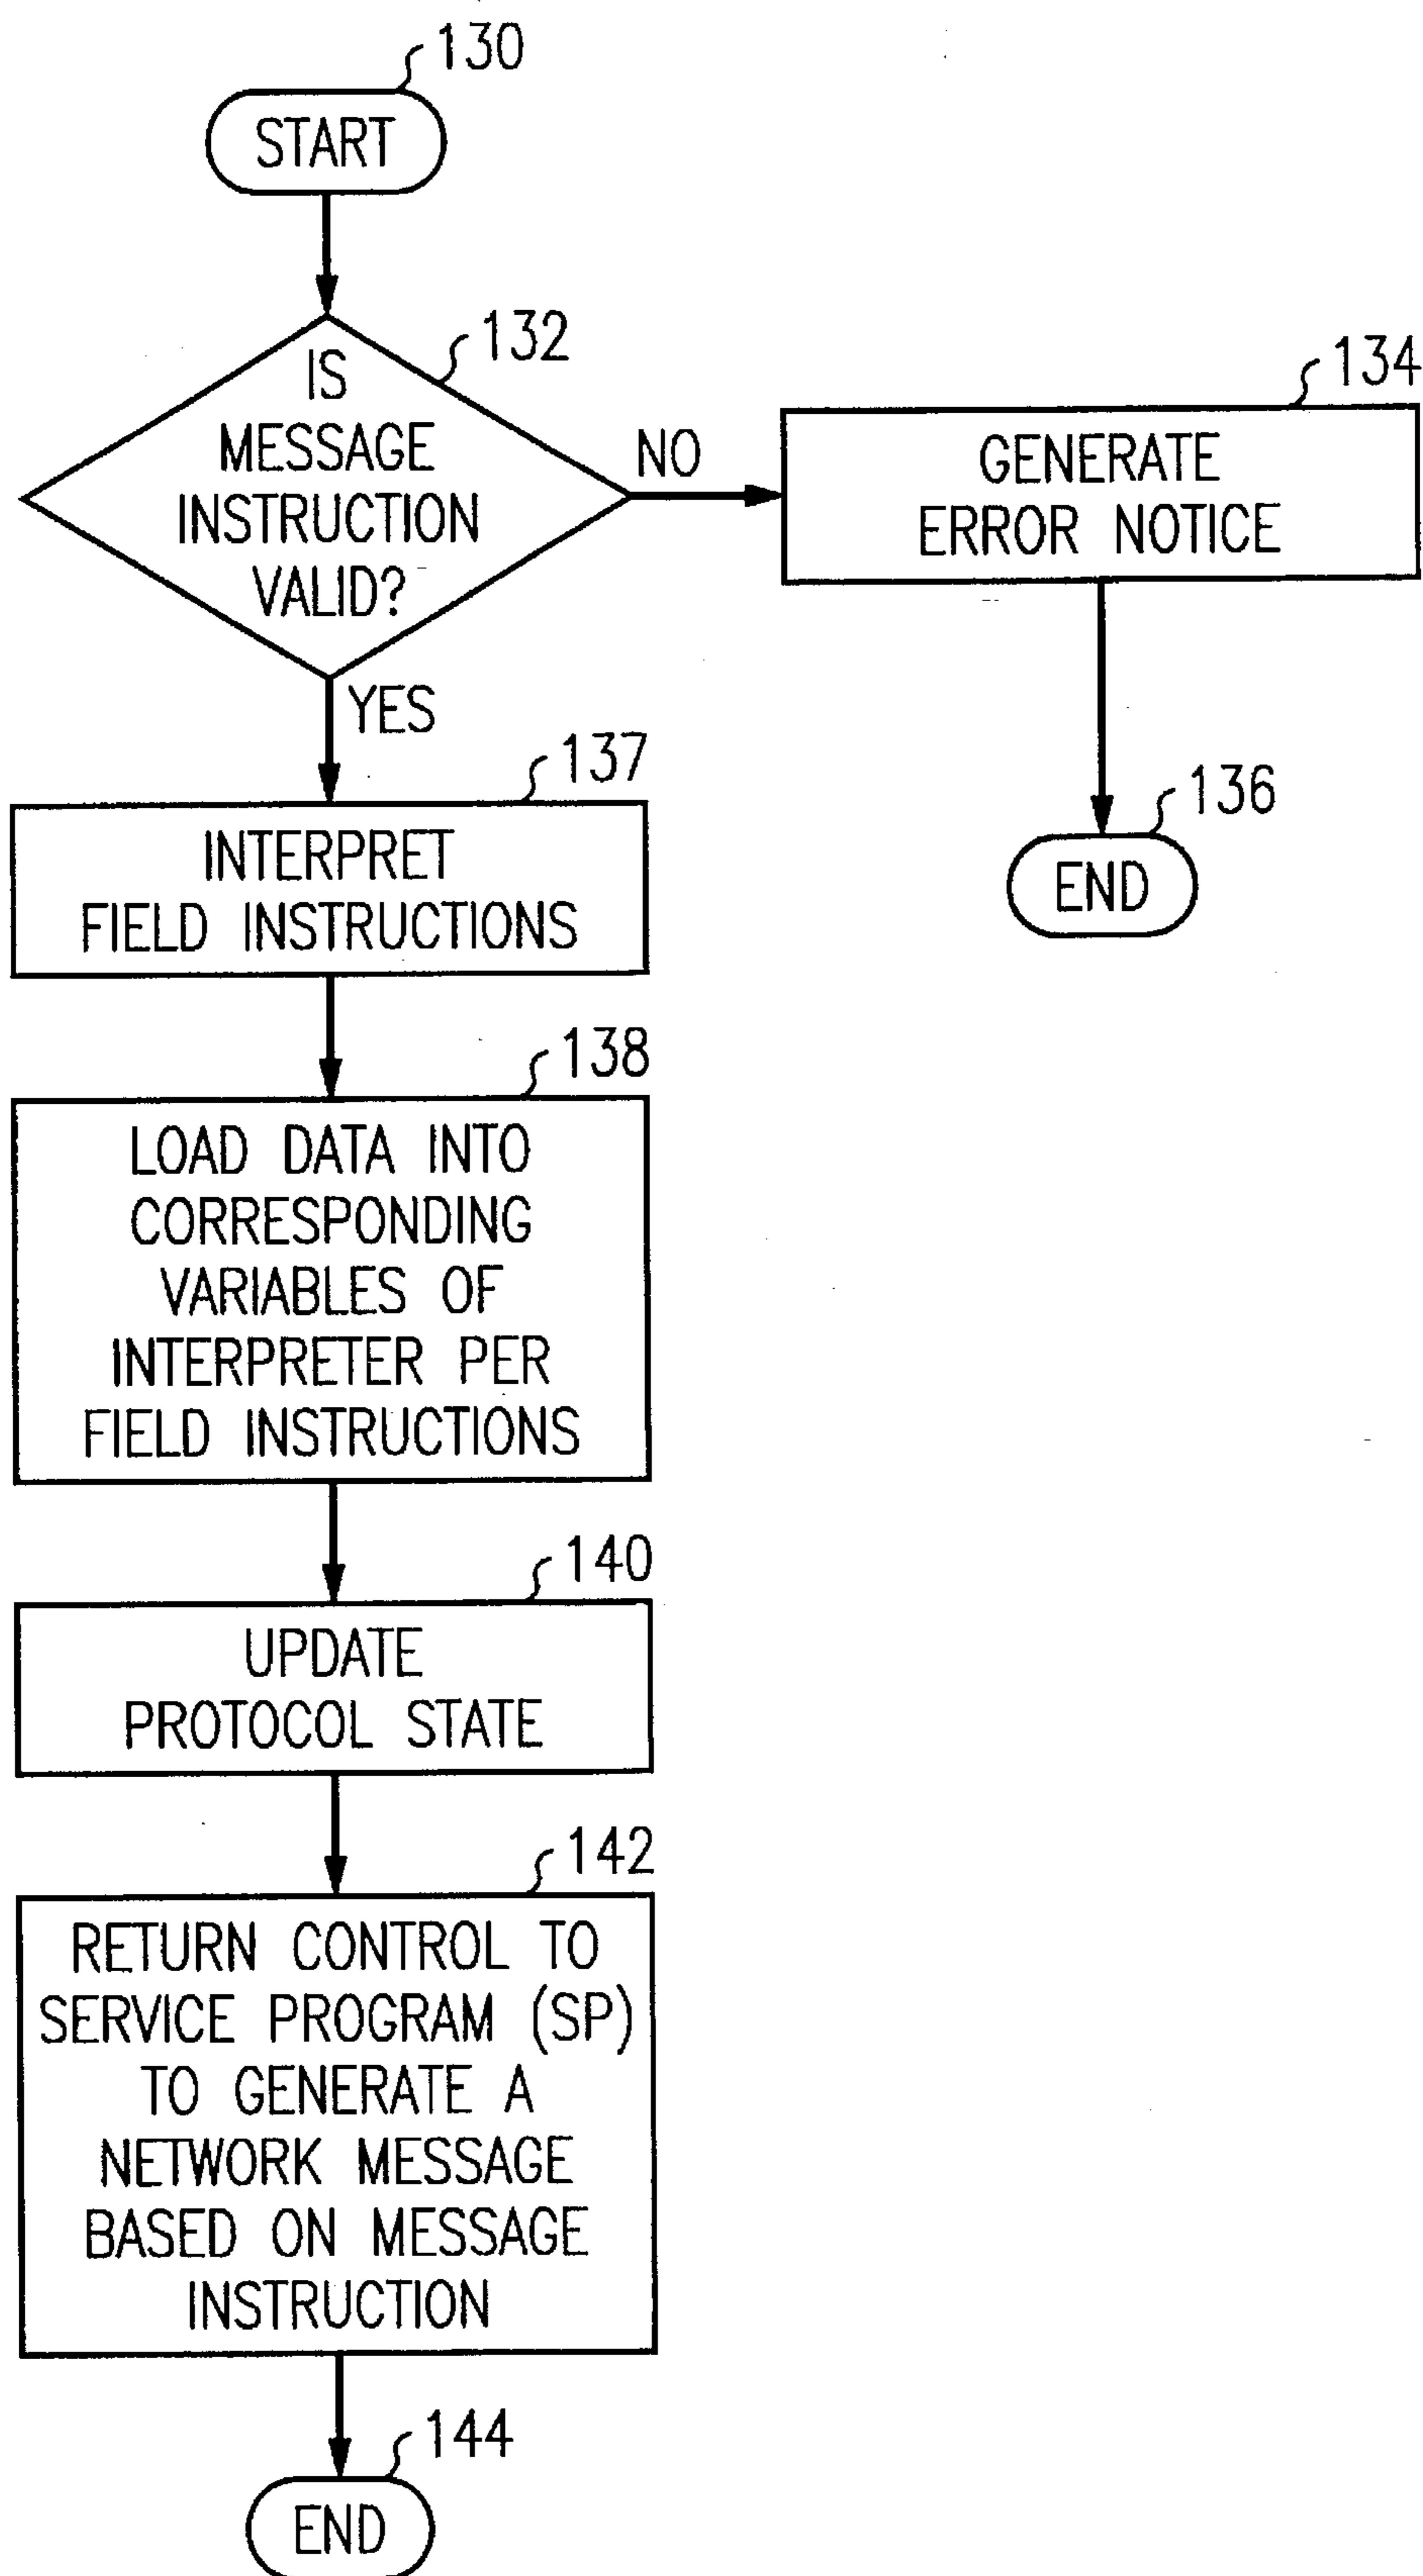 130
START
132
IS
MESSAGE
INSTRUCTION
VALID?
NO
134
GENERATE
ERROR NOTICE
136
END
YES
137
INTERPRET
FIELD INSTRUCTIONS
138
LOAD DATA INTO
CORRESPONDING
VARIABLES OF
INTERPRETER PER
FIELD INSTRUCTIONS
140
UPDATE
PROTOCOL STATE
142
RETURN CONTROL TO
SERVICE PROGRAM (SP)
TO GENERATE A
NETWORK MESSAGE
BASED ON MESSAGE
INSTRUCTION
144
END